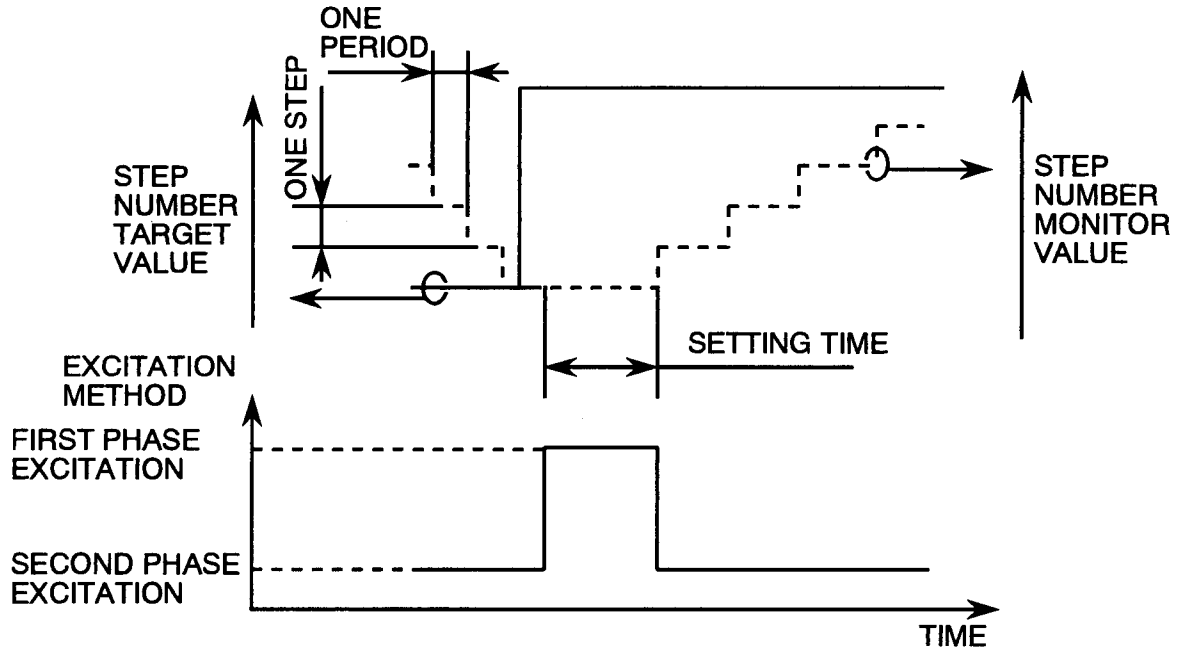 ONE
PERIOD
ONE STEP
STEP
NUMBER
TARGET
VALUE
STEP
NUMBER
MONITOR
VALUE
SETTING TIME
EXCITATION
METHOD
FIRST PHASE
EXCITATION
SECOND PHASE
EXCITATION
TIME